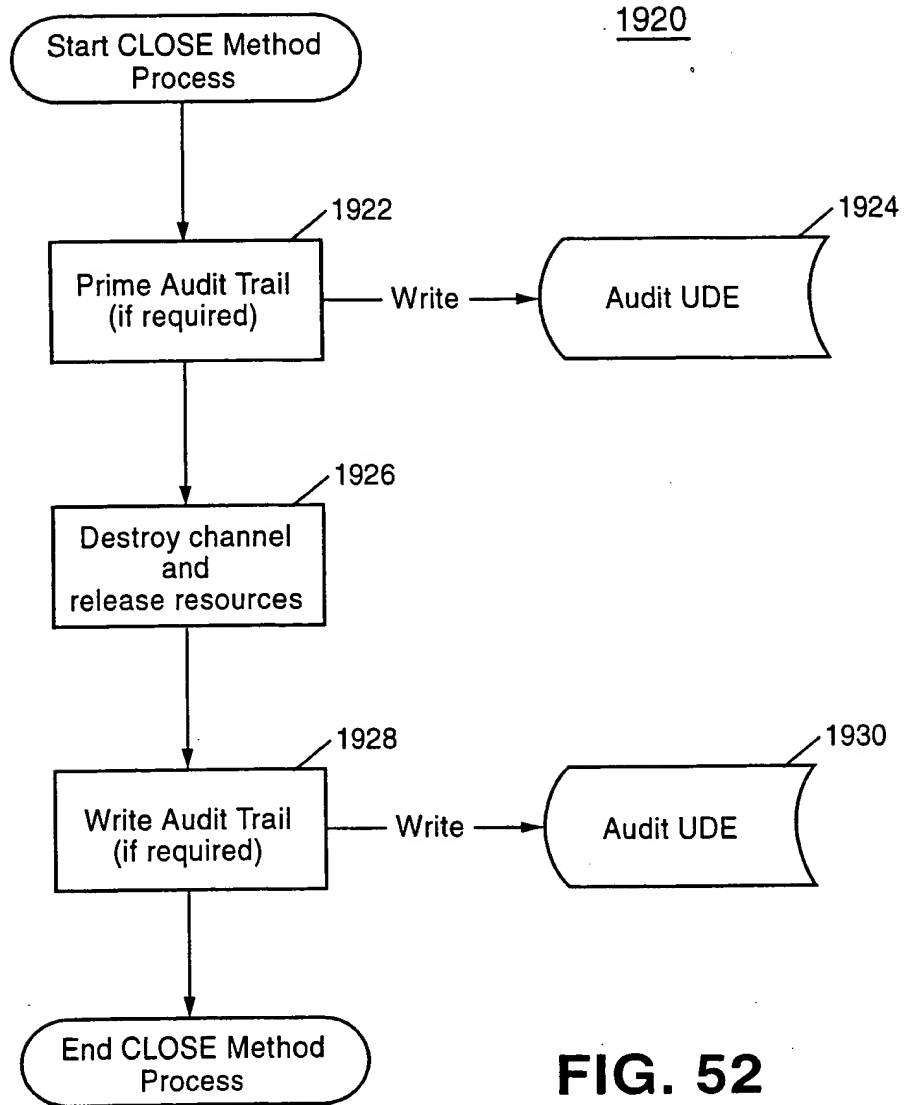 1920
Start CLOSE Method
Process
1922
Prime Audit Trail
(if required)
Write
1924
Audit UDE
1926
Destroy channel
and
release resources
1928
Write Audit Trail
(if required)
Write
1930
Audit UDE
End CLOSE Method
Process
FIG. 52